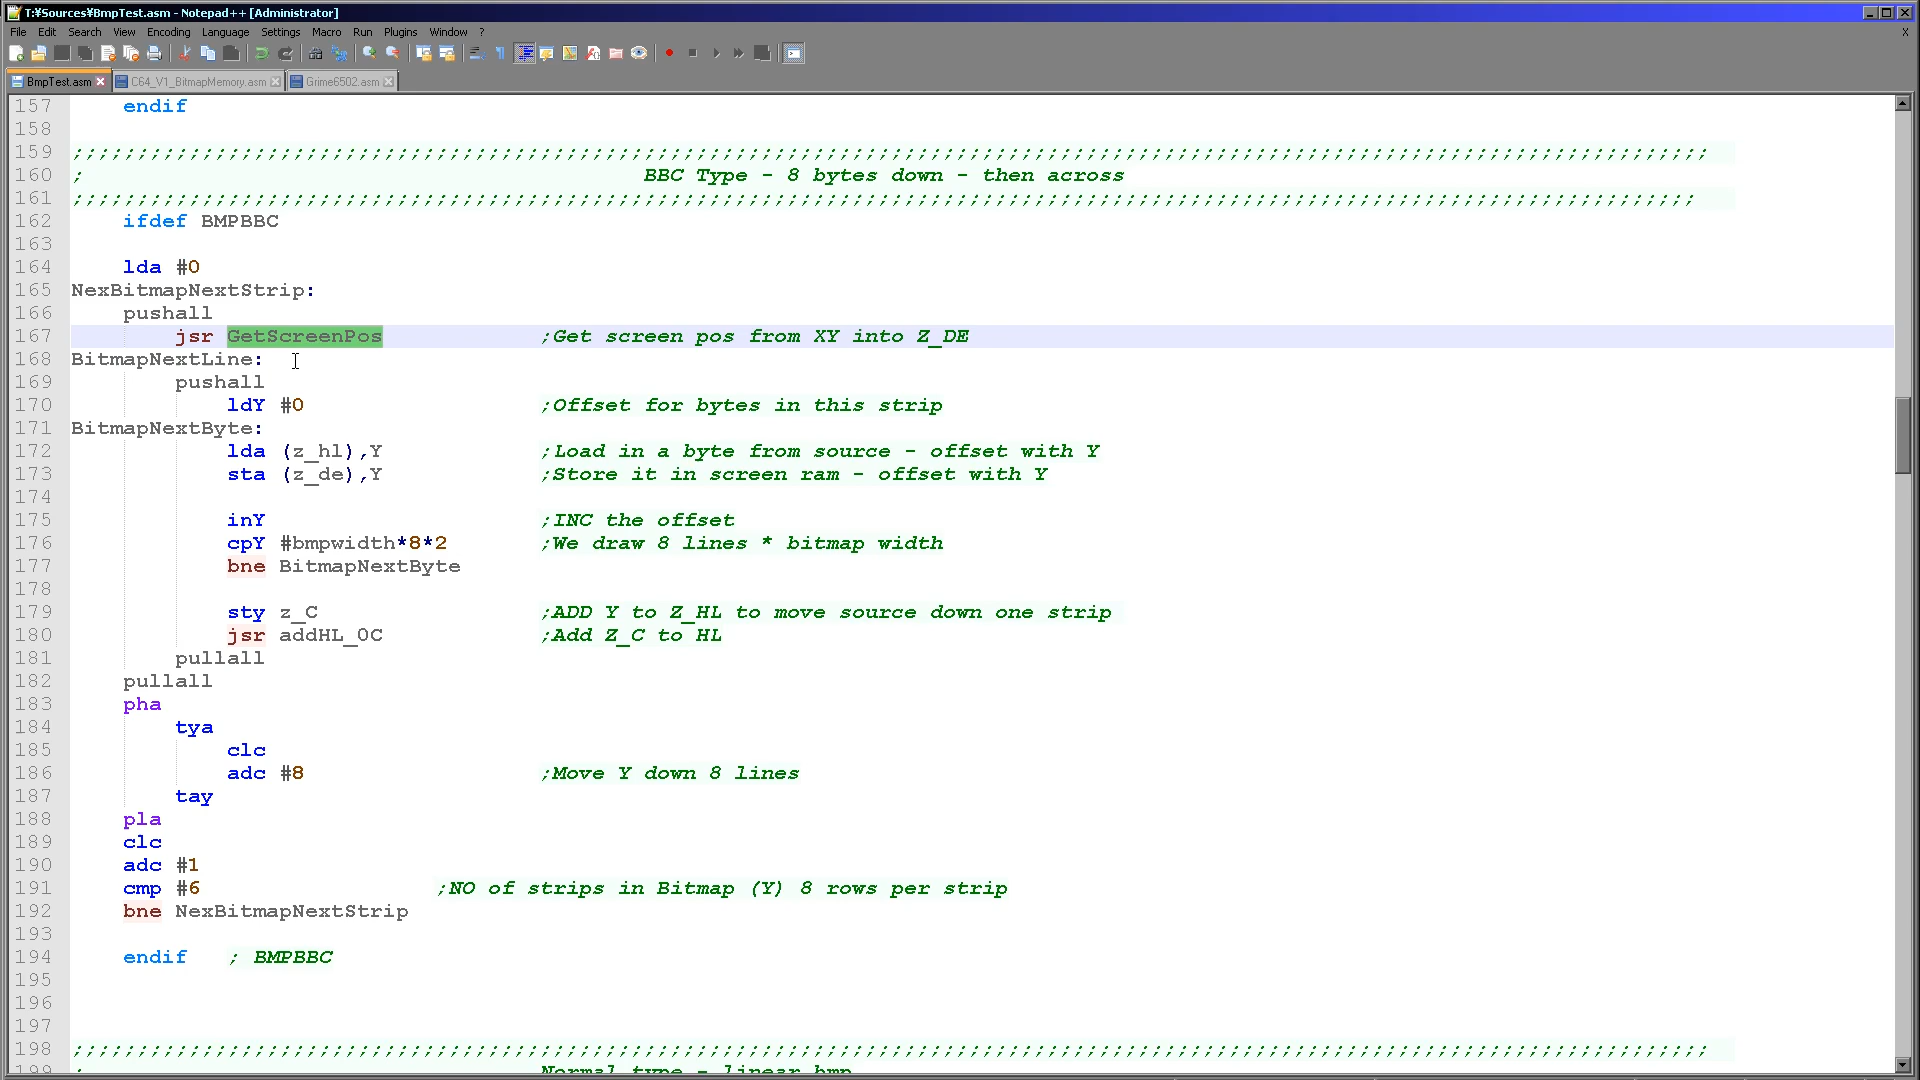 T:¥Sources¥BmpTest.asm - Notepad++ [Administrator]
File Edit Search View Encoding Language Settings Macro Run Plugins Window ? X
BmpTest.asm C64_V1_BitmapMemory.asm Grime6502.asm
157 endif
158
159 ;;;;;;;;;;;;;;;;;;;;;;;;;;;;;;;;;;;;;;;;;;;;;;;;;;;;;;;;;;;;;;;;;;;;;;;;;;;;;;;;;;;;;;;;;;;;;;;;;;;;;;;;;;;;;;;;;;;;;;;;;;;;;;
160 ; BBC Type - 8 bytes down - then across
161 ;;;;;;;;;;;;;;;;;;;;;;;;;;;;;;;;;;;;;;;;;;;;;;;;;;;;;;;;;;;;;;;;;;;;;;;;;;;;;;;;;;;;;;;;;;;;;;;;;;;;;;;;;;;;;;;;;;;;;;;;;;;;;
162 ifdef BMPBBC
163
164 lda #0
165 NexBitmapNextStrip:
166 pushall
167 jsr GetScreenPos ;Get screen pos from XY into Z_DE
168 BitmapNextLine:
169 pushall
170 ldY #0 ;Offset for bytes in this strip
171 BitmapNextByte:
172 lda (z_hl),Y ;Load in a byte from source - offset with Y
173 sta (z_de),Y ;Store it in screen ram - offset with Y
174
175 inY ;INC the offset
176 cpY #bmpwidth*8*2 ;We draw 8 lines * bitmap width
177 bne BitmapNextByte
178
179 sty z_C ;ADD Y to Z_HL to move source down one strip
180 jsr addHL_0C ;Add Z_C to HL
181 pullall
182 pullall
183 pha
184 tya
185 clc
186 adc #8 ;Move Y down 8 lines
187 tay
188 pla
189 clc
190 adc #1
191 cmp #6 ;NO of strips in Bitmap (Y) 8 rows per strip
192 bne NexBitmapNextStrip
193
194 endif ; BMPBBC
195
196
197
198 ;;;;;;;;;;;;;;;;;;;;;;;;;;;;;;;;;;;;;;;;;;;;;;;;;;;;;;;;;;;;;;;;;;;;;;;;;;;;;;;;;;;;;;;;;;;;;;;;;;;;;;;;;;;;;;;;;;;;;;;;;;;;;;
199 ; Normal type - linear bmp